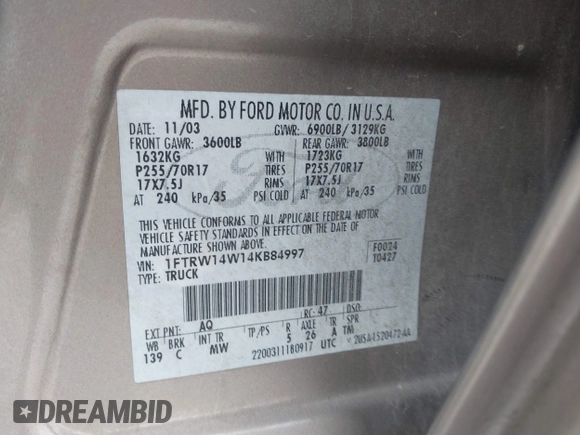 MFD. BY FORD MOTOR CO. IN U.S.A.
DATE: 11/03 GVWR: 6900LB/3129KG
FRONT GAWR: 3600LB REAR GAWR: 3800LB
1632KG WITH 1723KG WITH
P255/70R17 TIRES P255/70R17 TIRES
17X7.5J RIMS 17X7.5J RIMS
AT 240 kPa/35 PSI COLD AT 240 kPa/35 PSI COLD
THIS VEHICLE CONFORMS TO ALL APPLICABLE FEDERAL MOTOR
VEHICLE SAFETY STANDARDS IN EFFECT ON THE DATE OF
MANUFACTURE SHOWN ABOVE.
VIN: 1FTRW14W14KB84997 F0024
TYPE: TRUCK T0427
RC: 47 DSO:
EXT PNT: AQ
WB BRK INT TR TP/PS R AXLE TR SPR
139 C MW 5 26 A TM
2200311180917 UTC
Ford
DREAMBID